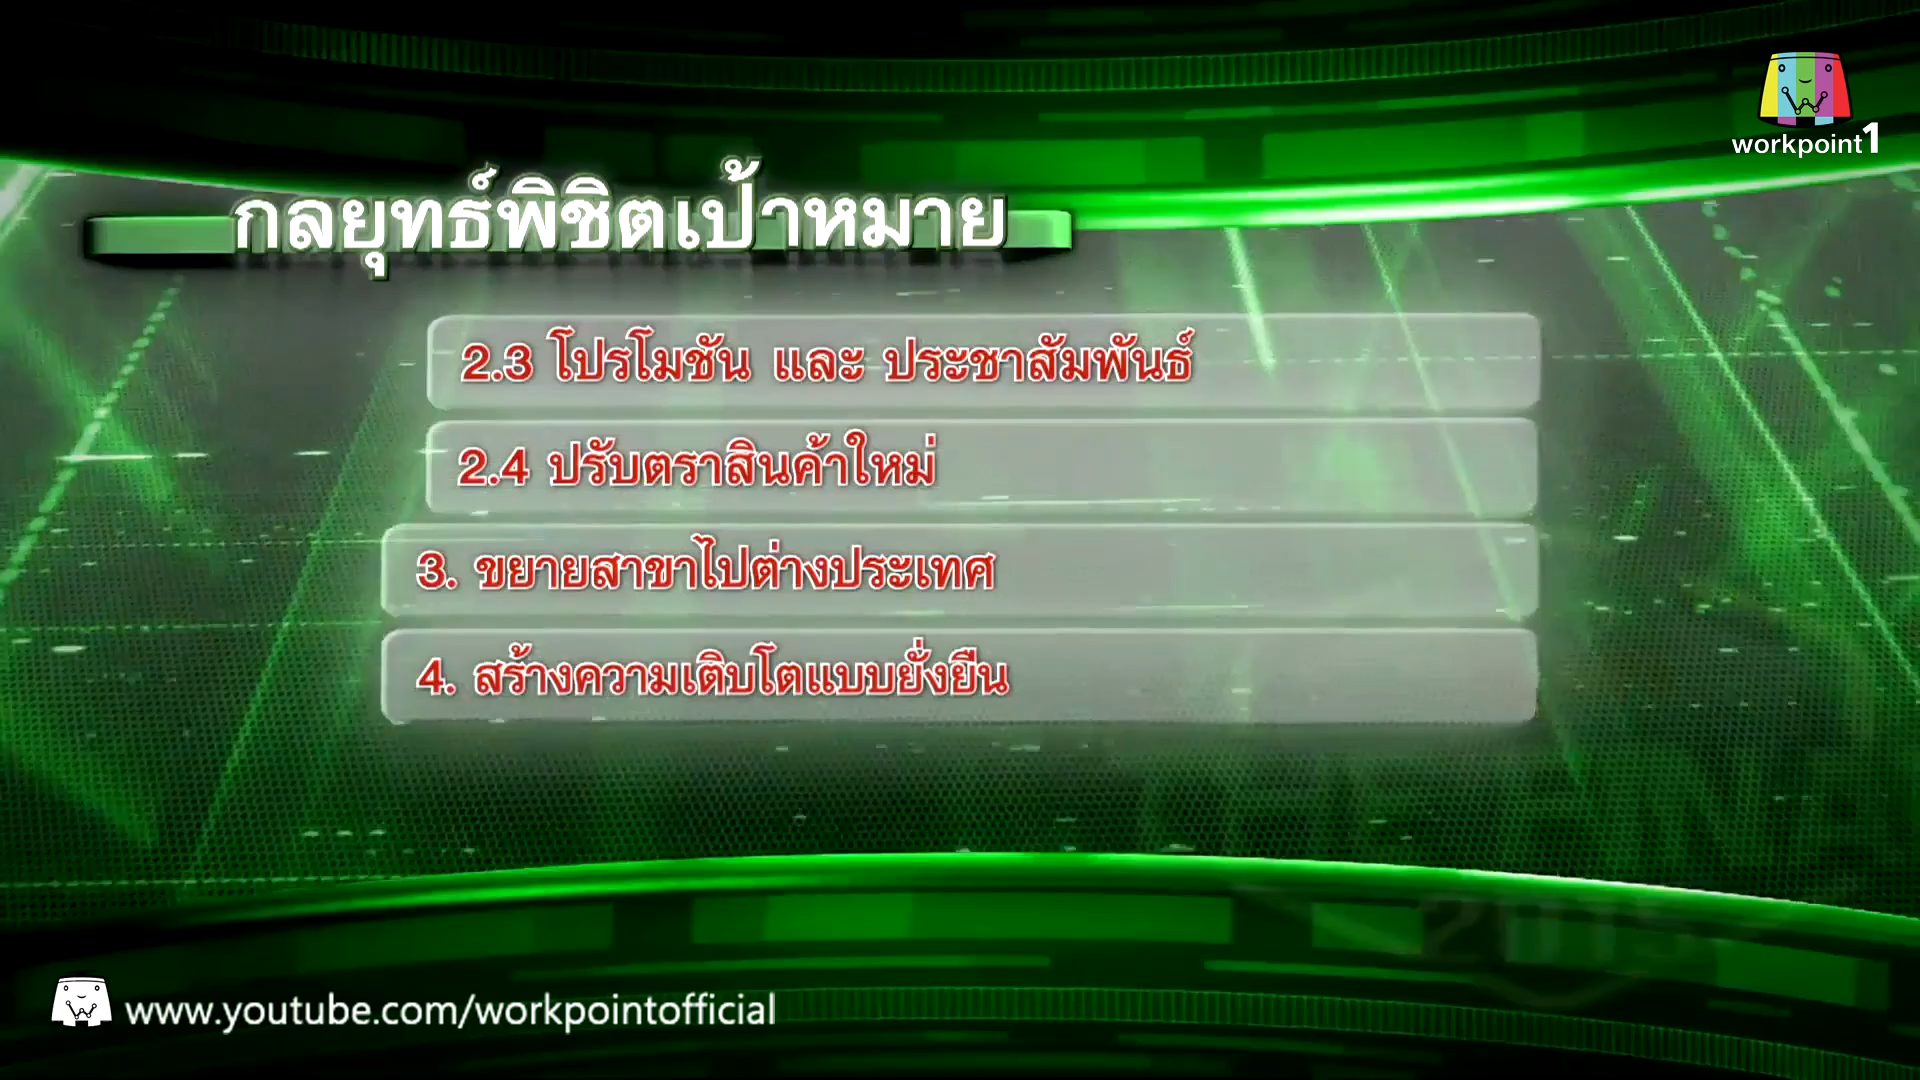 workpoint1
กลยุทธ์พิชิตเป้าหมาย
2.3 โปรโมชัน และ ประชาสัมพันธ์
2.4 ปรับตราสินค้าใหม่
3. ขยายสาขาไปต่างประเทศ
4. สร้างความเติบโตแบบยั่งยืน
www.youtube.com/workpointofficial